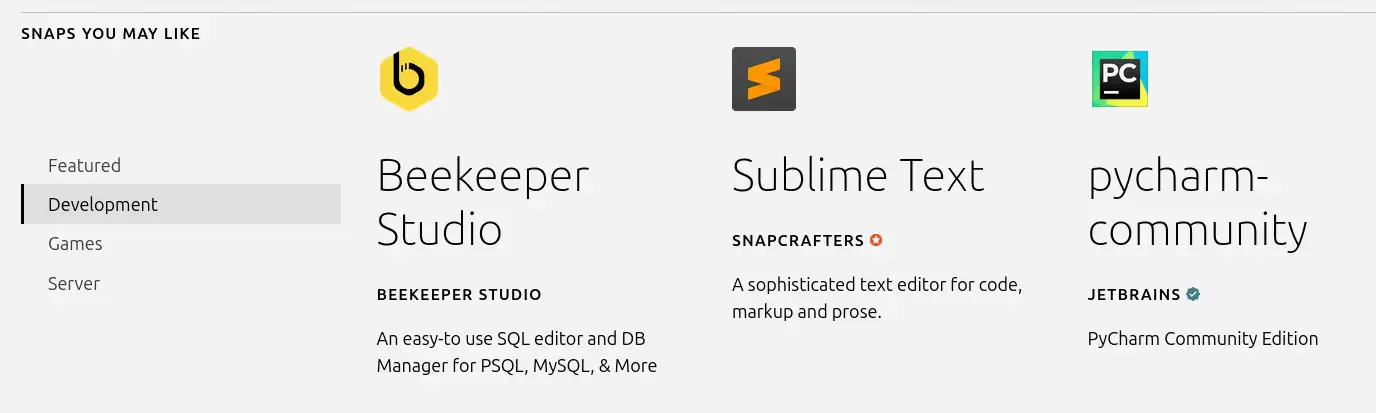 SNAPS YOU MAY LIKE
Featured
Development
Games
Server
Beekeeper
Studio
BEEKEEPER STUDIO
An easy-to use SQL editor and DB
Manager for PSQL, MySQL, & More
Sublime Text
SNAPCRAFTERS
A sophisticated text editor for code,
markup and prose.
PC
pycharm-
community
JETBRAINS
PyCharm Community Edition